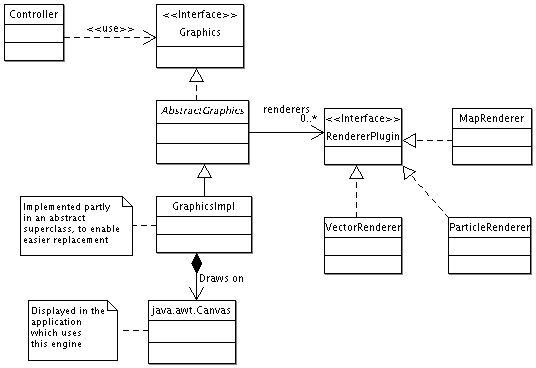 Controller
<<use>>
<<Interface>>
Graphics
AbstractGraphics
renderers
0..*
<<Interface>>
RendererPlugin
MapRenderer
Implemented partly
in an abstract
superclass, to enable
easier replacement
GraphicsImpl
VectorRenderer
ParticleRenderer
Draws on
Displayed in the
application
which uses
this engine
java.awt.Canvas